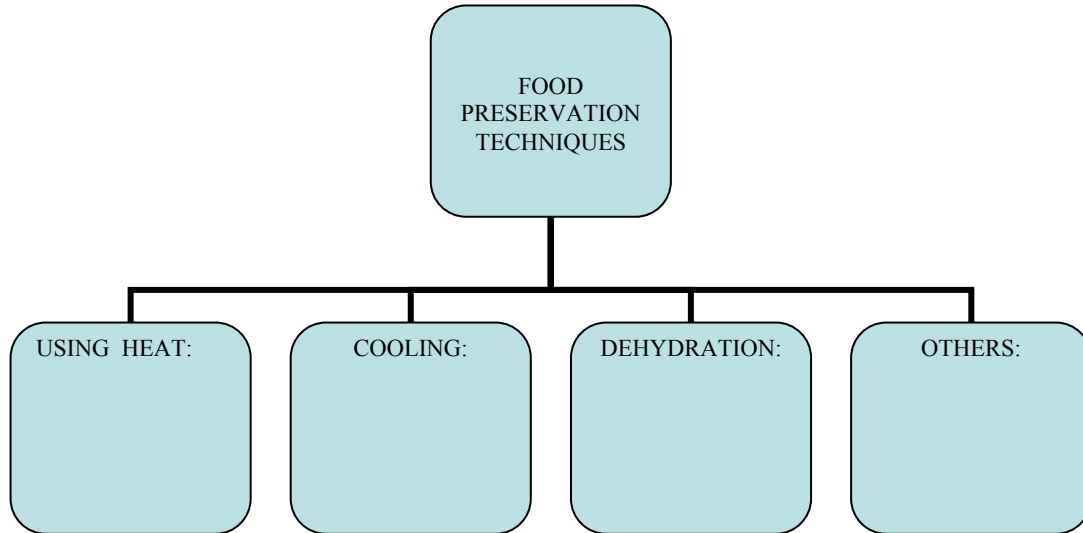 FOOD
PRESERVATION
TECHNIQUES
USING HEAT:
COOLING:
DEHYDRATION:
OTHERS: